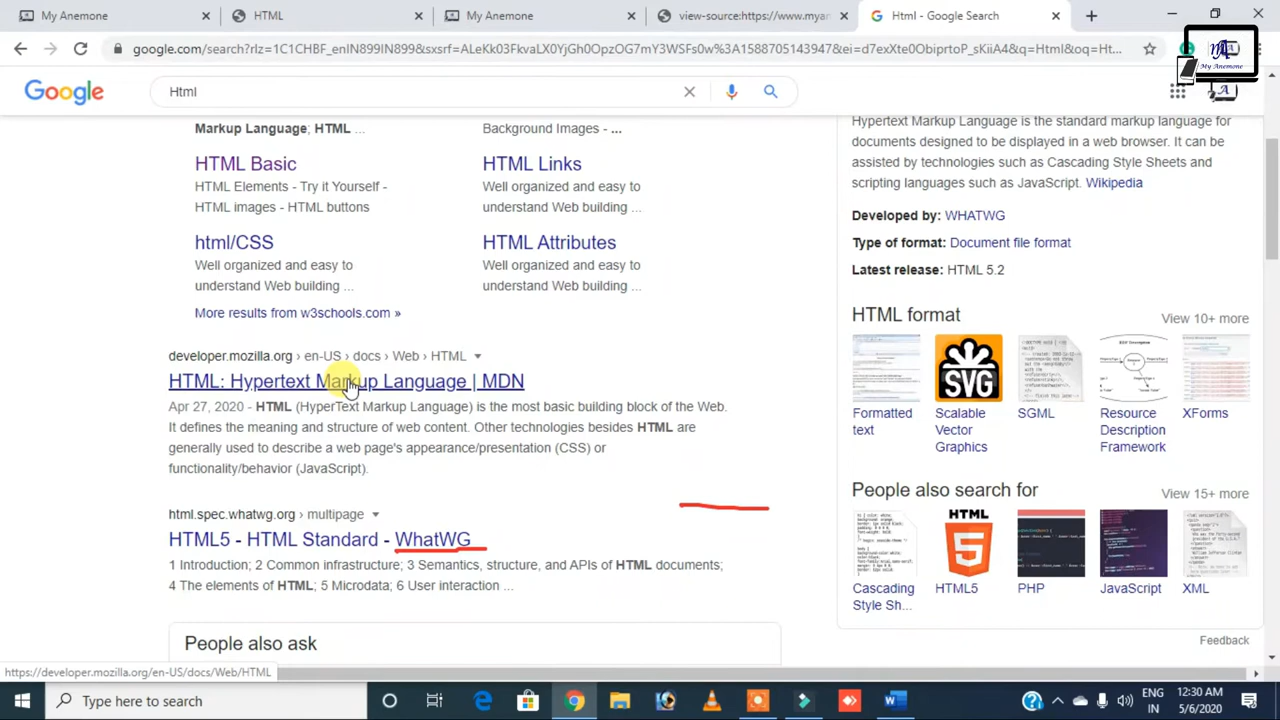 My Anemone
HTML
My Anemone
view-source:https://www.myan
Html - Google Search
google.com/search?rlz=1C1CHBF_enIN899IN899&sxsrf=ALeKk
Html
My Anemone
Google
Markup Language; HTML ...
Background Images - ...
HTML Basic
HTML Links
HTML Elements - Try it Yourself -
HTML images - HTML buttons
Well organized and easy to
understand Web building ...
html/CSS
HTML Attributes
Well organized and easy to
understand Web building ...
Well organized and easy to
understand Web building ...
More results from w3schools.com »
developer.mozilla.org › en-US › docs › Web › HTML
HTML: Hypertext Markup Language | MDN
Apr 27, 2020 - HTML (Hypertext Markup Language) is the most basic building block of the Web.
It defines the meaning and structure of web content. Other technologies besides HTML are
generally used to describe a web page's appearance/presentation (CSS) or
functionality/behavior (JavaScript).
html.spec.whatwg.org › multipage
HTML5 - HTML Standard - WhatWG
1 Introduction; 2 Common infrastructure; 3 Semantics, structure, and APIs of HTML documents;
4 The elements of HTML; 5 Microdata; 6 User interaction ...
People also ask
Hypertext Markup Language is the standard markup language for
documents designed to be displayed in a web browser. It can be
assisted by technologies such as Cascading Style Sheets and
scripting languages such as JavaScript. Wikipedia
Developed by: WHATWG
Type of format: Document file format
Latest release: HTML 5.2
HTML format
View 10+ more
SVG
Formatted
text
Scalable
Vector
Graphics
SGML
Resource
Description
Framework
XForms
People also search for
View 15+ more
HTML
Cascading
Style Sh...
HTML5
PHP
JavaScript
XML
Feedback
https://developer.mozilla.org/en-US/docs/Web/HTML
Type here to search
ENG
IN
12:30 AM
5/6/2020